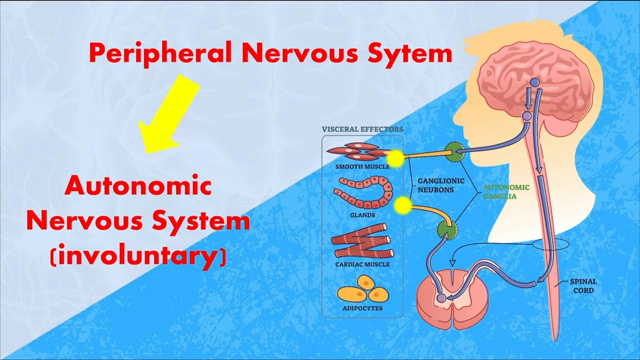 Peripheral Nervous Sytem
Autonomic
Nervous System
(involuntary)
VISCERAL EFFECTORS
SMOOTH MUSCLE
GLANDS
CARDIAC MUSCLE
ADIPOCYTES
GANGLIONIC
NEURONS
AUTONOMIC
GANGLIA
SPINAL
CORD